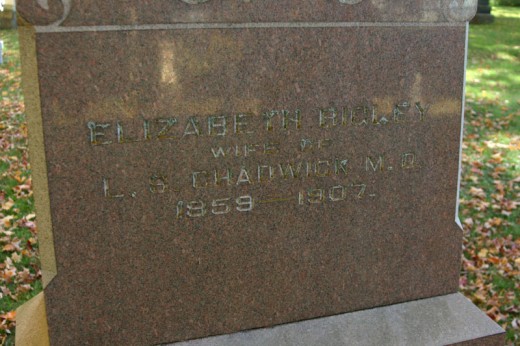 ELIZABETH BIGLEY
WIFE OF
L. S. CHADWICK M.D.
1859 — 1907.